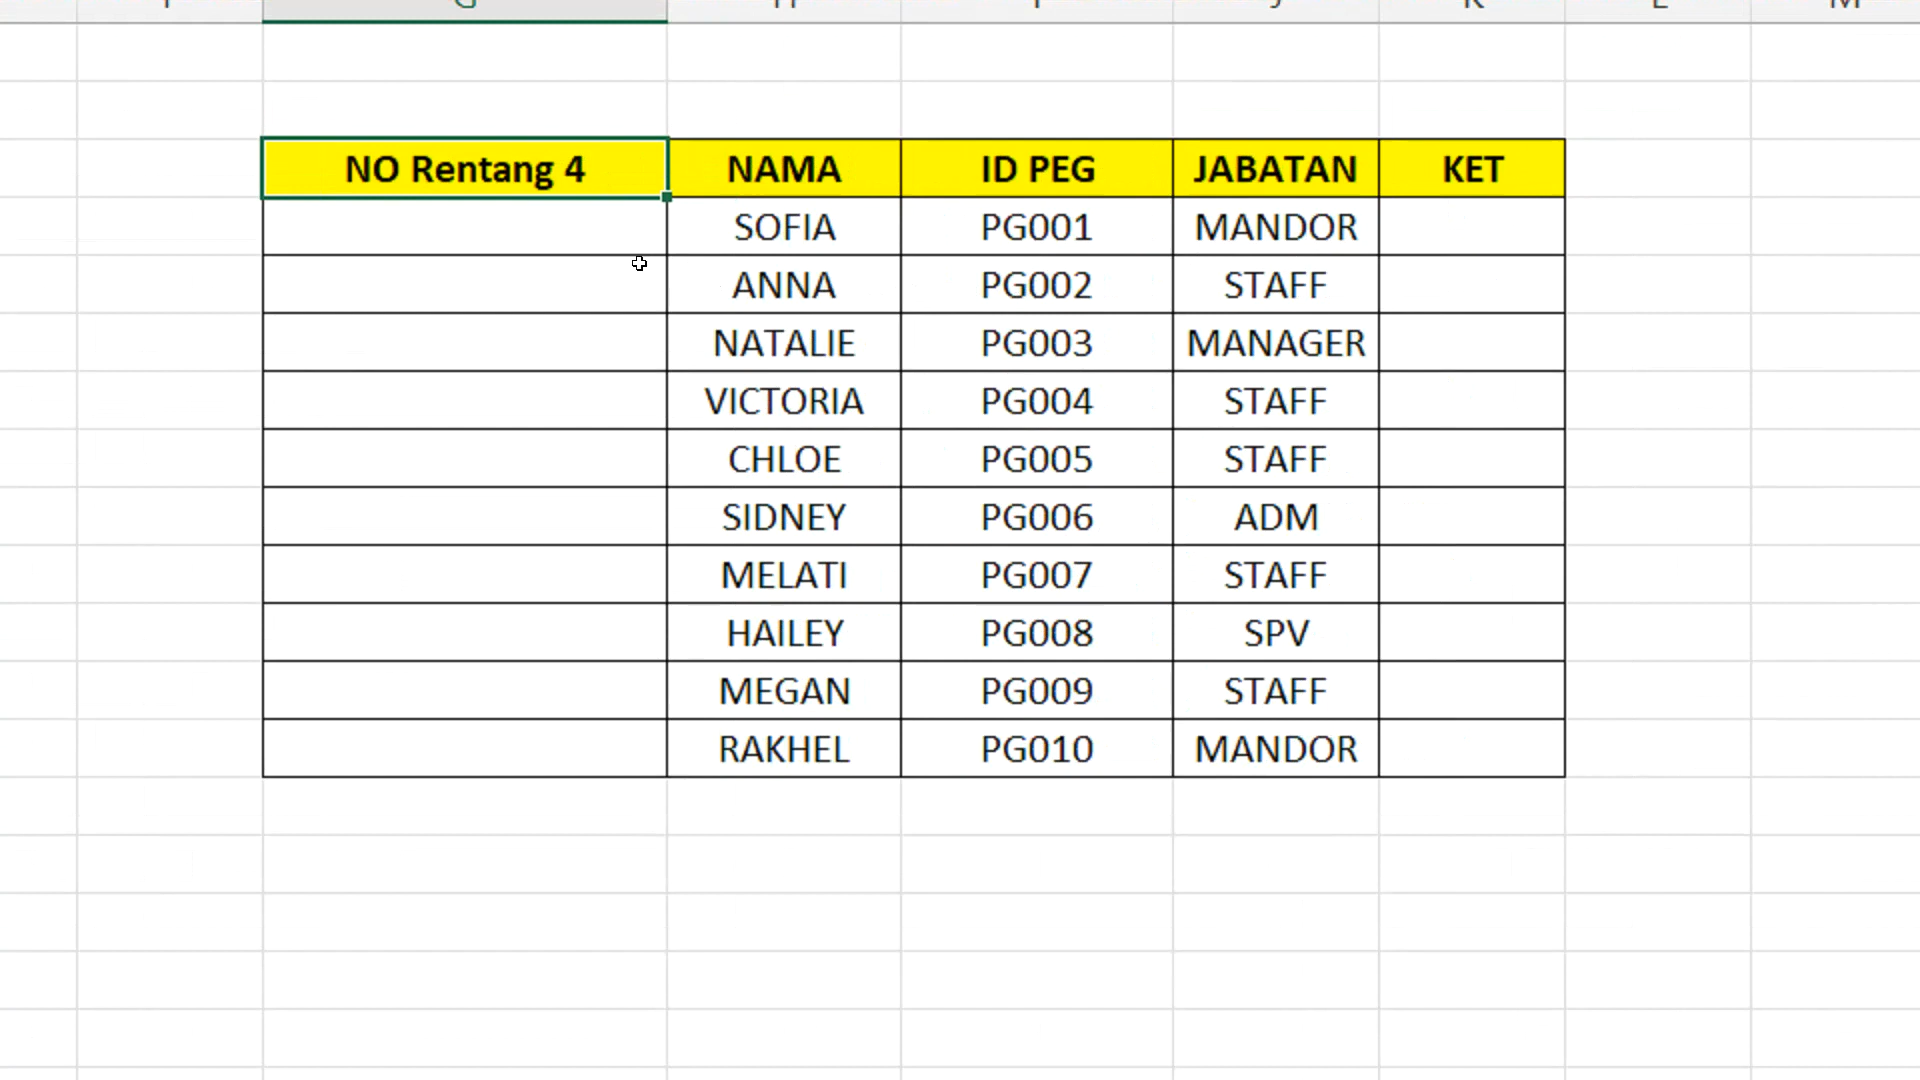 G H I J K L M
NO Rentang 4 NAMA ID PEG JABATAN KET
SOFIA PG001 MANDOR
ANNA PG002 STAFF
NATALIE PG003 MANAGER
VICTORIA PG004 STAFF
CHLOE PG005 STAFF
SIDNEY PG006 ADM
MELATI PG007 STAFF
HAILEY PG008 SPV
MEGAN PG009 STAFF
RAKHEL PG010 MANDOR